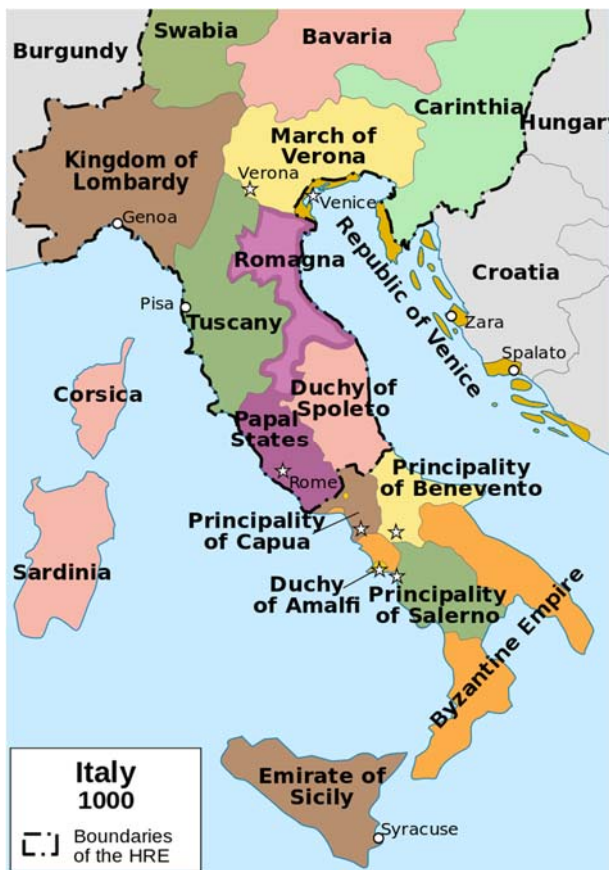 Swabia
Bavaria
Burgundy
Carinthia
Hungary
March of
Verona
Kingdom of
Lombardy
Verona
Venice
Genoa
Romagna
Republic of Venice
Croatia
Pisa
Tuscany
Zara
Spalato
Corsica
Duchy of
Spoleto
Papal
States
Rome
Principality
of Benevento
Principality
of Capua
Sardinia
Duchy
of Amalfi
Principality
of Salerno
Byzantine Empire
Emirate of
Sicily
Syracuse
Italy
1000
Boundaries
of the HRE